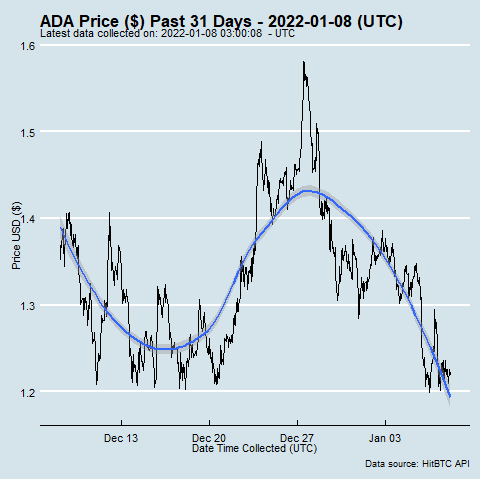 ADA Price ($) Past 31 Days - 2022-01-08 (UTC)
Latest data collected on: 2022-01-08 03:00:08  - UTC
1.6
1.5
1.4
1.3
1.2
Price USD ($)
Dec 13
Dec 20
Dec 27
Jan 03
Date Time Collected (UTC)
Data source: HitBTC API